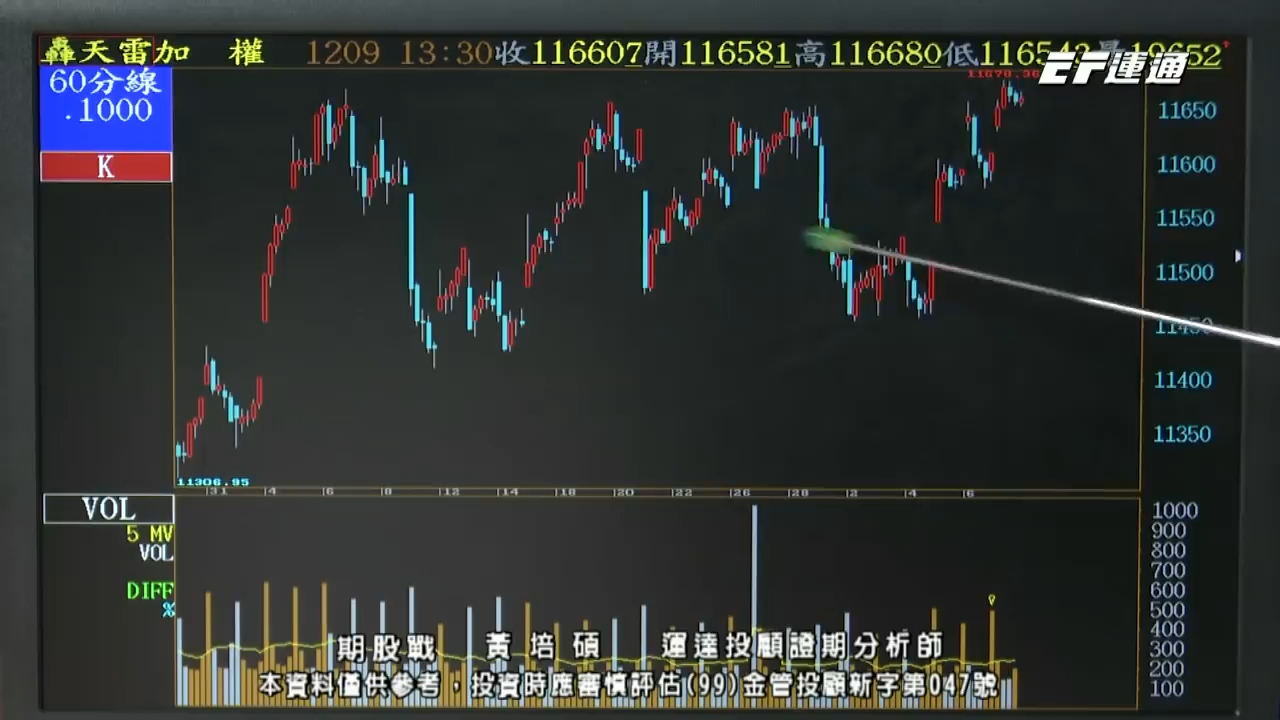 轟天雷加 權 1209 13:30收116607開116581高116680低
EF運通
60分線
.1000
K
11650
11600
11550
11500
11450
11400
11350
11306.95
31 4 6 8 12 14 18 20 22 26 28 2 4 6
VOL
5 MV
VOL
DIFF
%
1000
900
800
700
600
500
400
300
200
100
期股戰 黃培碩 運達投顧證期分析師
本資料僅供參考，投資時應審慎評估(99)金管投顧新字第047號